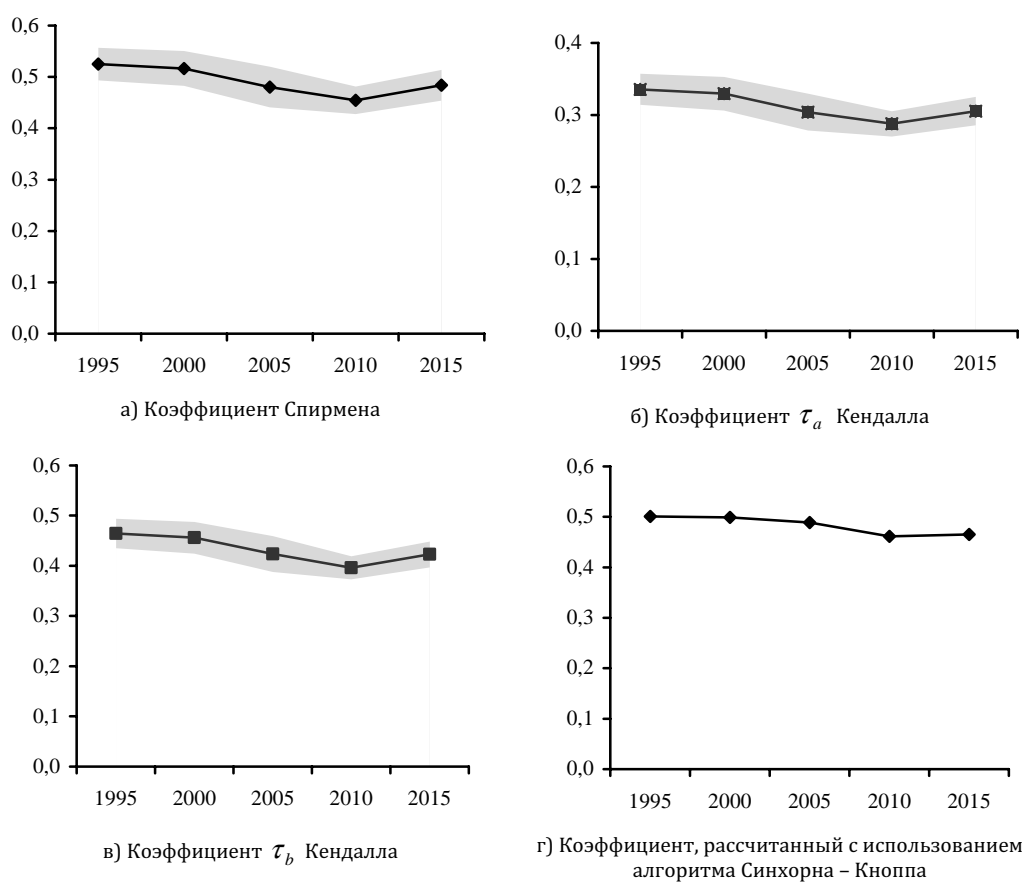 0,6
0,5
0,4
0,3
0,2
0,1
0,0
1995 2000 2005 2010 2015
а) Коэффициент Спирмена
0,4
0,3
0,2
0,1
0,0
1995 2000 2005 2010 2015
б) Коэффициент τa Кендалла
0,6
0,5
0,4
0,3
0,2
0,1
0,0
1995 2000 2005 2010 2015
в) Коэффициент τb Кендалла
0,6
0,5
0,4
0,3
0,2
0,1
0,0
1995 2000 2005 2010 2015
г) Коэффициент, рассчитанный с использованием
алгоритма Синхорна – Кноппа